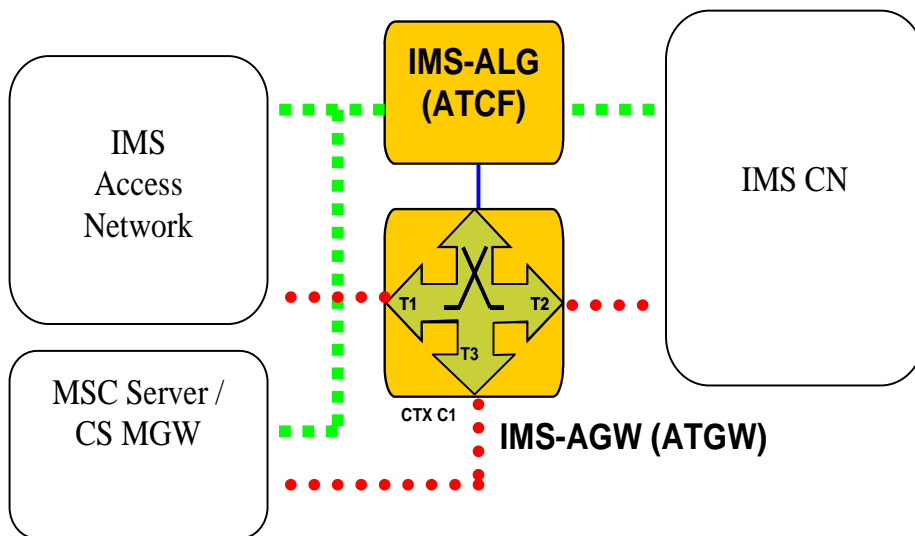 IMS-ALG
(ATCF)
IMS
Access
Network
IMS CN
T1
T2
T3
MSC Server /
CS MGW
CTX C1
IMS-AGW (ATGW)